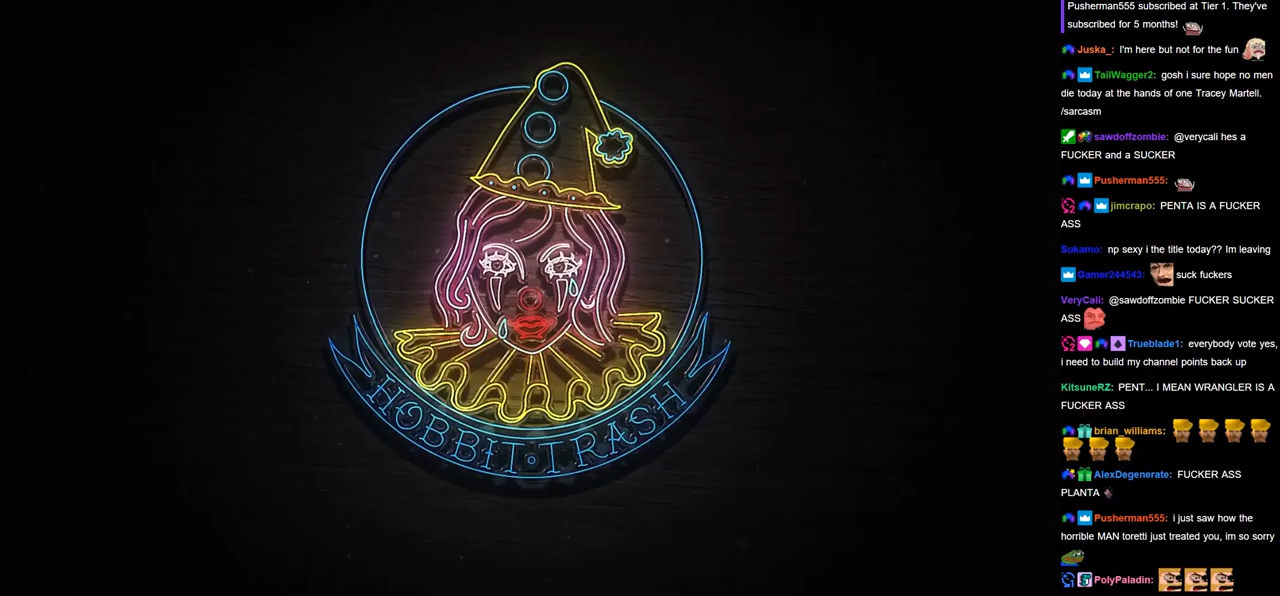 HOBBIT·TRASH
Pusherman555 subscribed at Tier 1. They've
subscribed for 5 months!
Juska_: I'm here but not for the fun
TailWagger2: gosh i sure hope no men
die today at the hands of one Tracey Martell.
/sarcasm
sawdoffzombie: @verycali hes a
FUCKER and a SUCKER
Pusherman555:
jimcrapo: PENTA IS A FUCKER
ASS
Sukamo: np sexy i the title today?? Im leaving
Gamer244543: suck fuckers
VeryCali: @sawdoffzombie FUCKER SUCKER
ASS
Trueblade1: everybody vote yes,
i need to build my channel points back up
KitsuneRZ: PENT... I MEAN WRANGLER IS A
FUCKER ASS
brian_williams:
AlexDegenerate: FUCKER ASS
PLANTA
Pusherman555: i just saw how the
horrible MAN toretti just treated you, im so sorry
PolyPaladin: